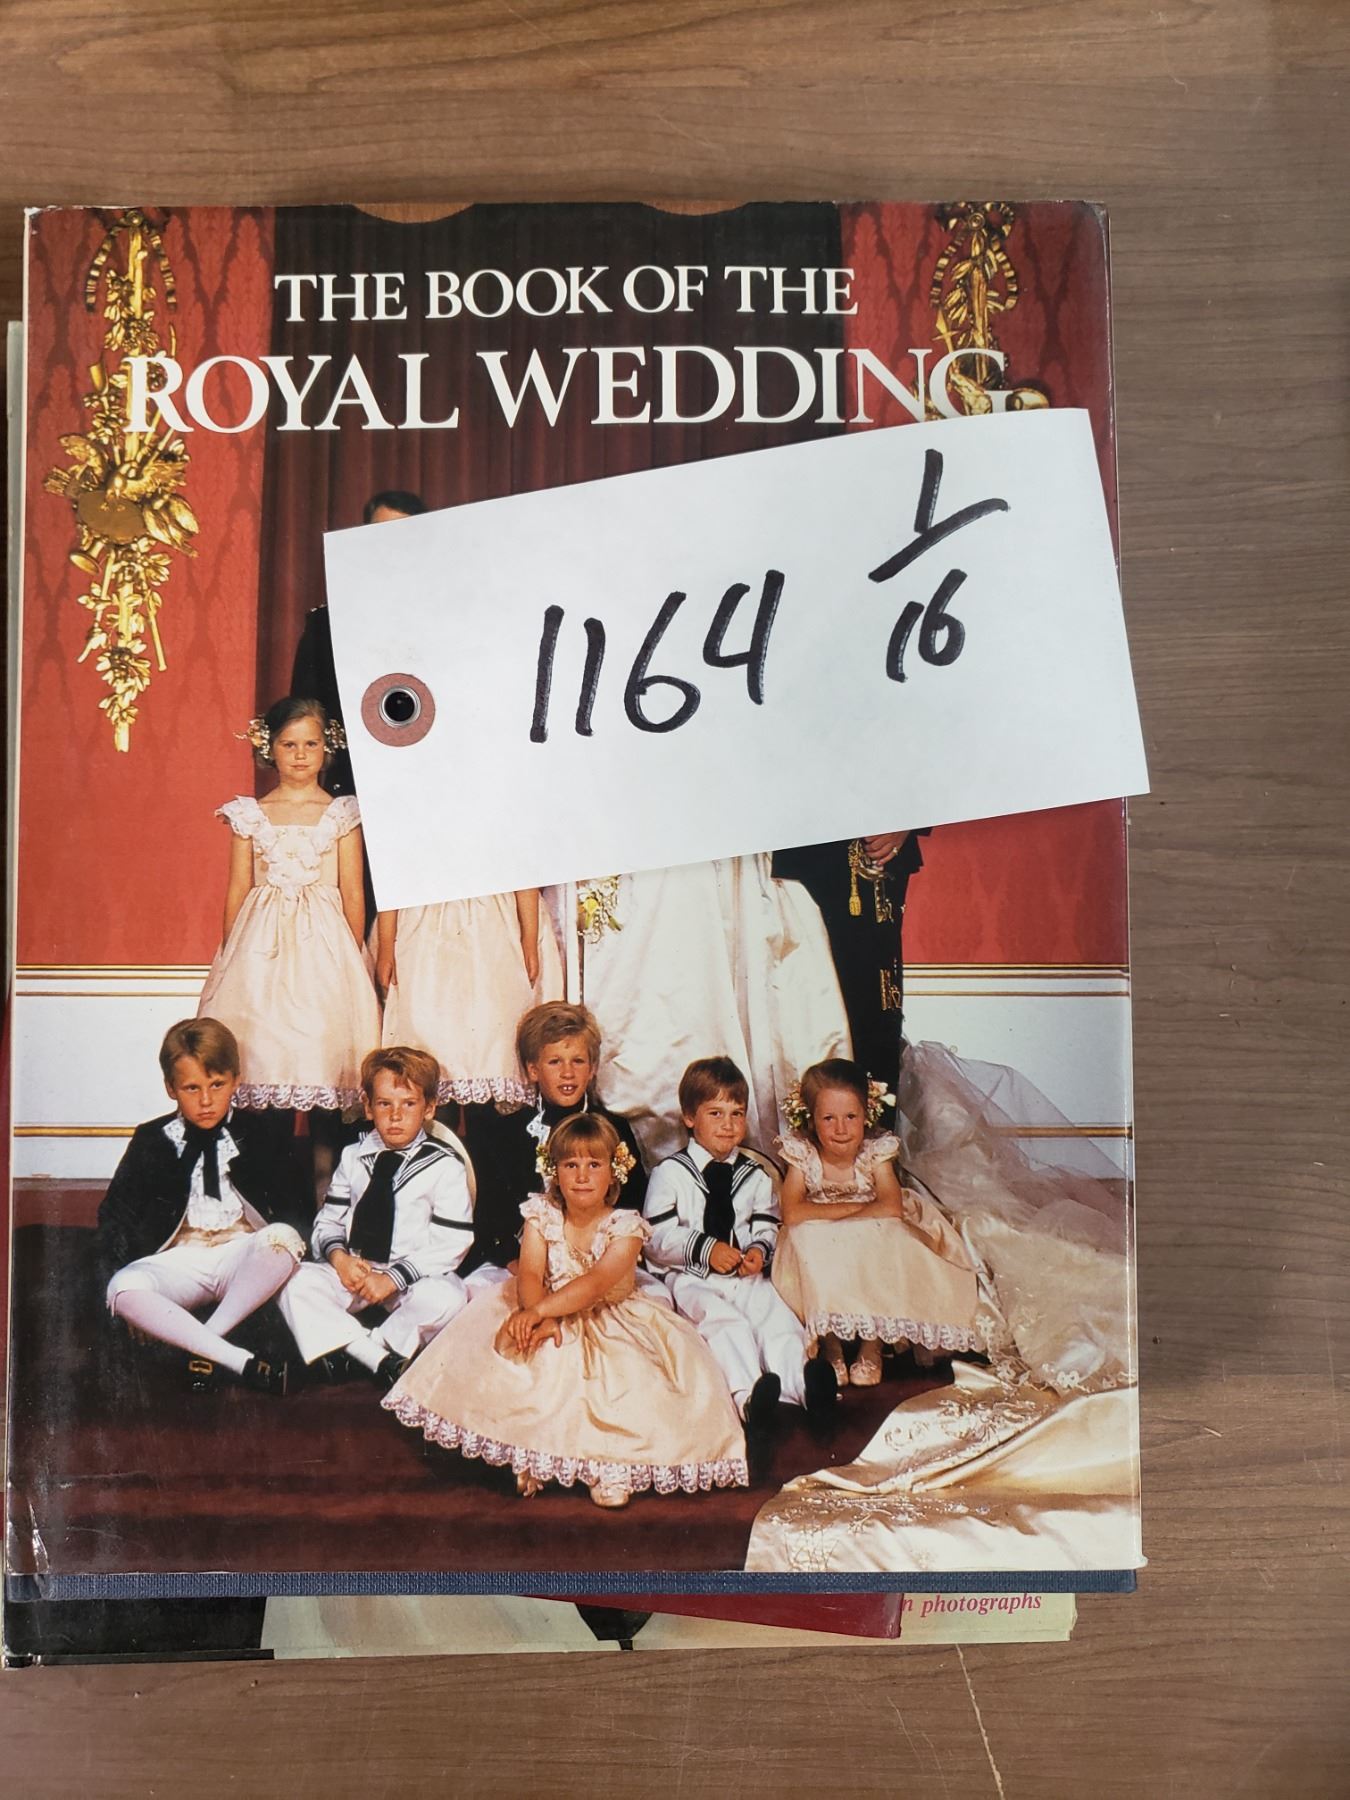 THE BOOK OF THE
ROYAL WEDDING
1164 1/16
n photographs